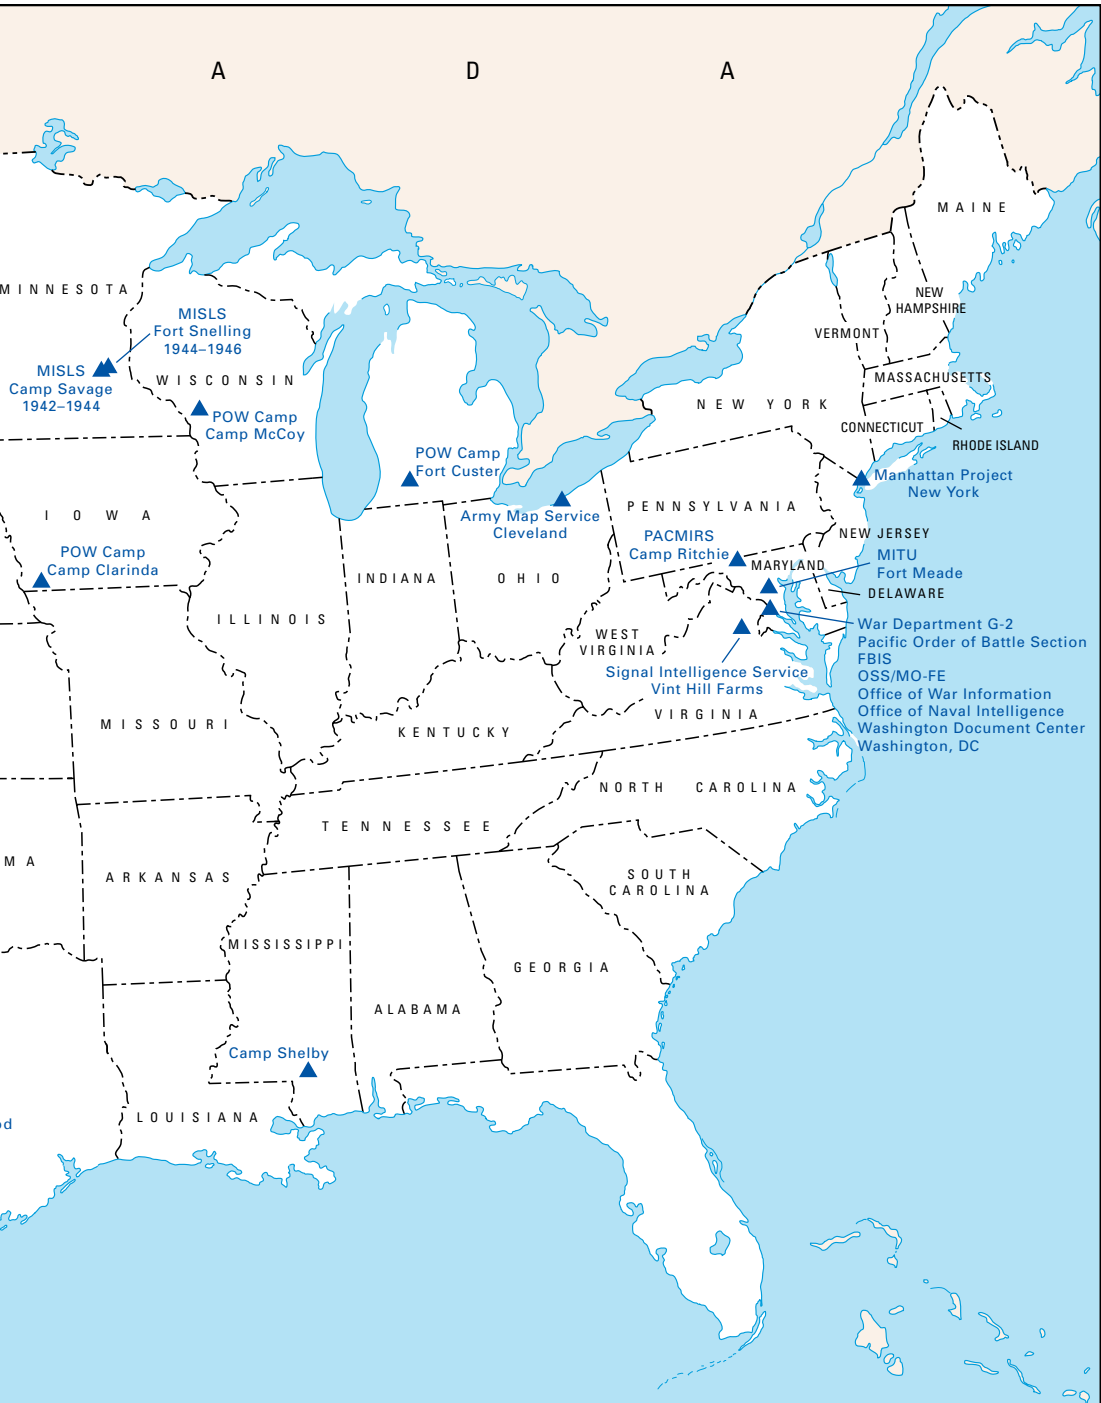 A D A
MAINE
MINNESOTA
NEW
HAMPSHIRE
MISLS
Fort Snelling
1944–1946
VERMONT
MISLS
Camp Savage
1942–1944
WISCONSIN
MASSACHUSETTS
NEW YORK
POW Camp
Camp McCoy
CONNECTICUT
RHODE ISLAND
POW Camp
Fort Custer
Manhattan Project
New York
IOWA
Army Map Service
Cleveland
PENNSYLVANIA
NEW JERSEY
PACMIRS
Camp Ritchie
POW Camp
Camp Clarinda
MITU
Fort Meade
MARYLAND
INDIANA
OHIO
DELAWARE
ILLINOIS
WEST
VIRGINIA
War Department G-2
Pacific Order of Battle Section
FBIS
OSS/MO-FE
Office of War Information
Office of Naval Intelligence
Washington Document Center
Washington, DC
Signal Intelligence Service
Vint Hill Farms
VIRGINIA
MISSOURI
KENTUCKY
NORTH CAROLINA
TENNESSEE
MA
ARKANSAS
SOUTH
CAROLINA
MISSISSIPPI
GEORGIA
ALABAMA
Camp Shelby
LOUISIANA
od